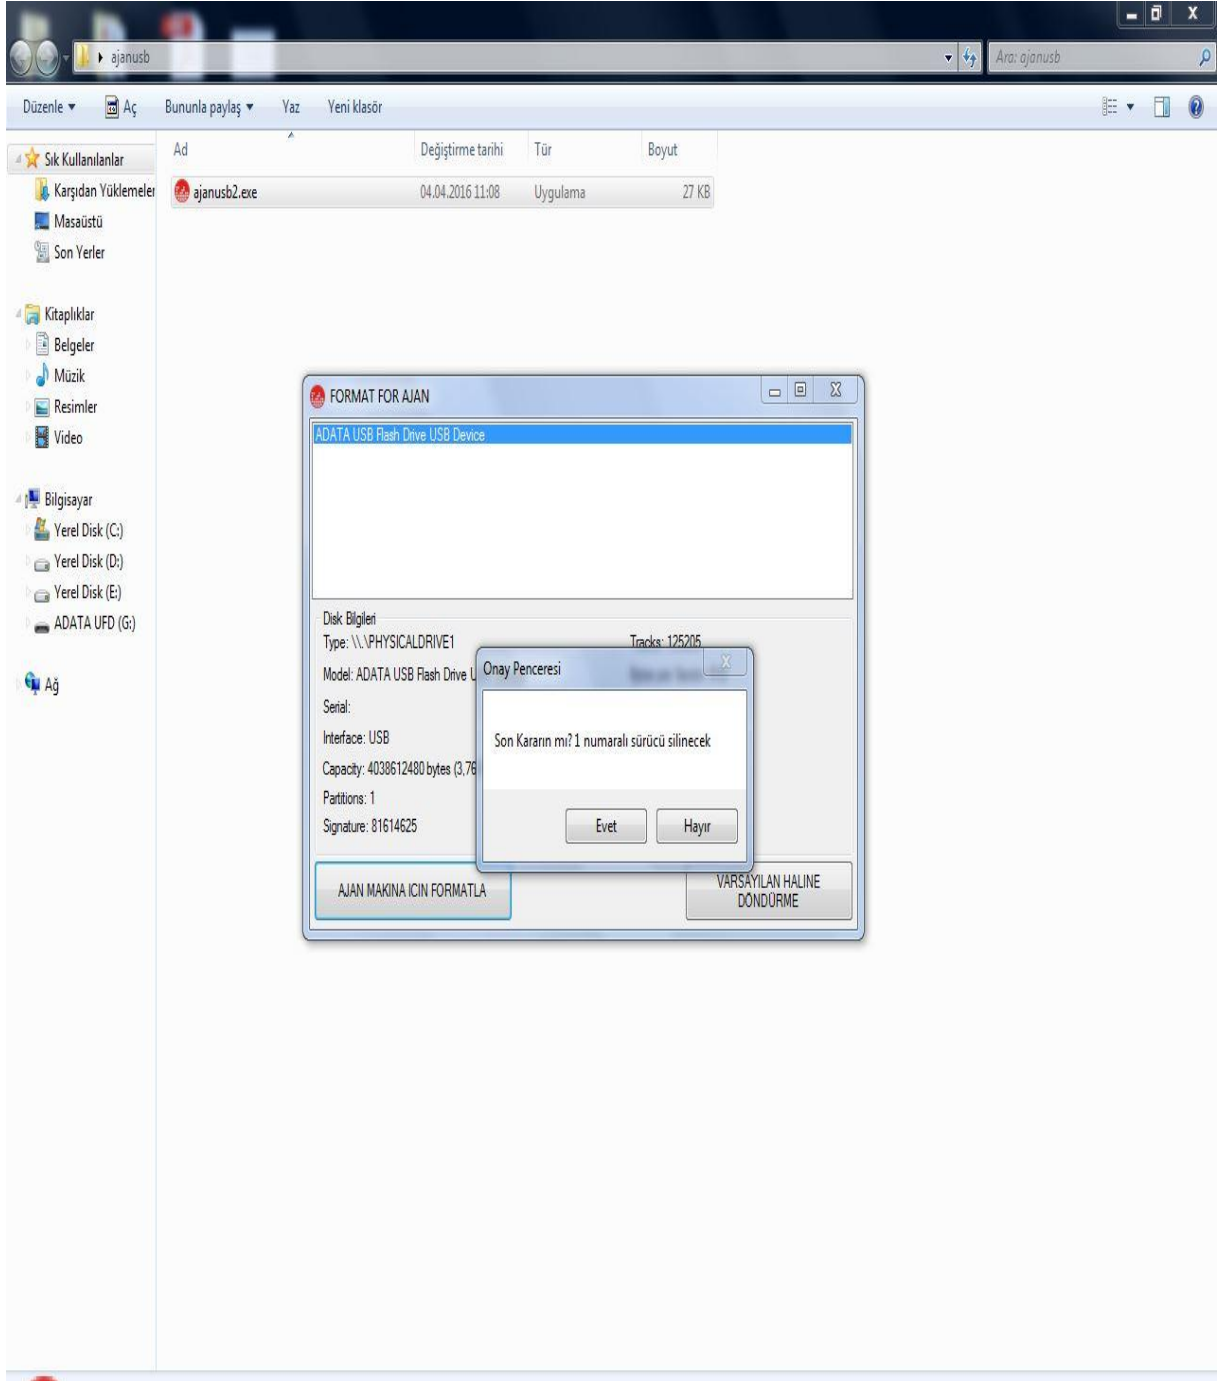 ajanusb
Ara: ajanusb
Düzenle Aç Bununla paylaş Yaz Yeni klasör
Ad Değiştirme tarihi Tür Boyut
ajanusb2.exe 04.04.2016 11:08 Uygulama 27 KB
Sık Kullanılanlar
Karşıdan Yüklemeler
Masaüstü
Son Yerler
Kitaplıklar
Belgeler
Müzik
Resimler
Video
Bilgisayar
Yerel Disk (C:)
Yerel Disk (D:)
Yerel Disk (E:)
ADATA UFD (G:)
Ağ
FORMAT FOR AJAN
ADATA USB Flash Drive USB Device
Disk Bilgileri
Type: \\.\PHYSICALDRIVE1
Tracks: 125205
Model: ADATA USB Flash Drive U
Serial:
Interface: USB
Capacity: 4038612480 bytes (3,76
Partitions: 1
Signature: 81614625
Onay Penceresi
Son Kararın mı? 1 numaralı sürücü silinecek
Evet Hayır
AJAN MAKINA ICIN FORMATLA
VARSAYILAN HALINE
DÖNDÜRME